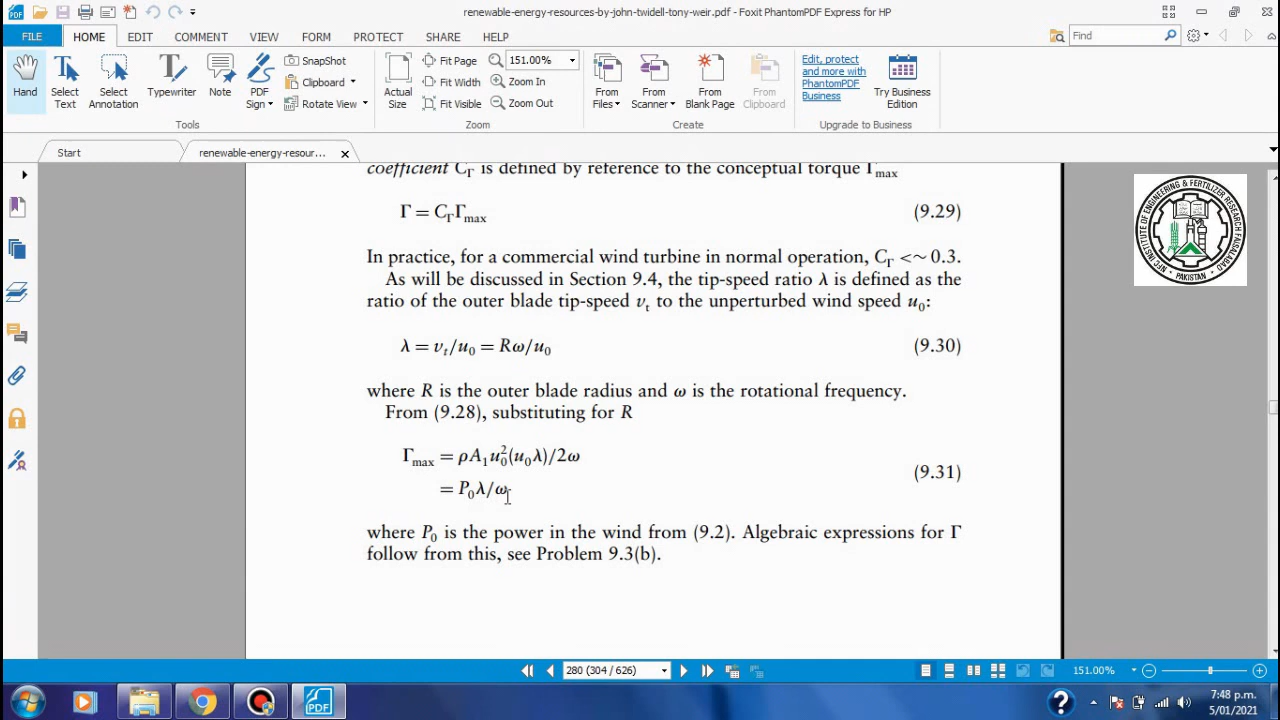 renewable-energy-resources-by-john-twidell-tony-weir.pdf - Foxit PhantomPDF Express for HP
FILE HOME EDIT COMMENT VIEW FORM PROTECT SHARE HELP
Find
Hand
Select Text
Select Annotation
Typewriter
Note
PDF Sign
SnapShot
Clipboard
Rotate View
Tools
Actual Size
Fit Page
Fit Width
Fit Visible
151.00%
Zoom In
Zoom Out
Zoom
From Files
From Scanner
From Blank Page
From Clipboard
Create
Edit, protect
and more with
PhantomPDF
Business
Try Business
Edition
Upgrade to Business
Start
renewable-energy-resour...
coefficient C_Γ is defined by reference to the conceptual torque Γ_max
Γ = C_Γ Γ_max (9.29)
In practice, for a commercial wind turbine in normal operation, C_Γ <~ 0.3.
As will be discussed in Section 9.4, the tip-speed ratio λ is defined as the
ratio of the outer blade tip-speed v_t to the unperturbed wind speed u_0:
λ = v_t/u_0 = Rω/u_0 (9.30)
where R is the outer blade radius and ω is the rotational frequency.
From (9.28), substituting for R
Γ_max = ρA_1u_0^2(u_0λ)/2ω
= P_0λ/ω (9.31)
where P_0 is the power in the wind from (9.2). Algebraic expressions for Γ
follow from this, see Problem 9.3(b).
NFC INSTITUTE OF ENGINEERING & FERTILIZER RESEARCH FAISALABAD
PAKISTAN
280 (304 / 626)
151.00%
7:48 p.m.
5/01/2021